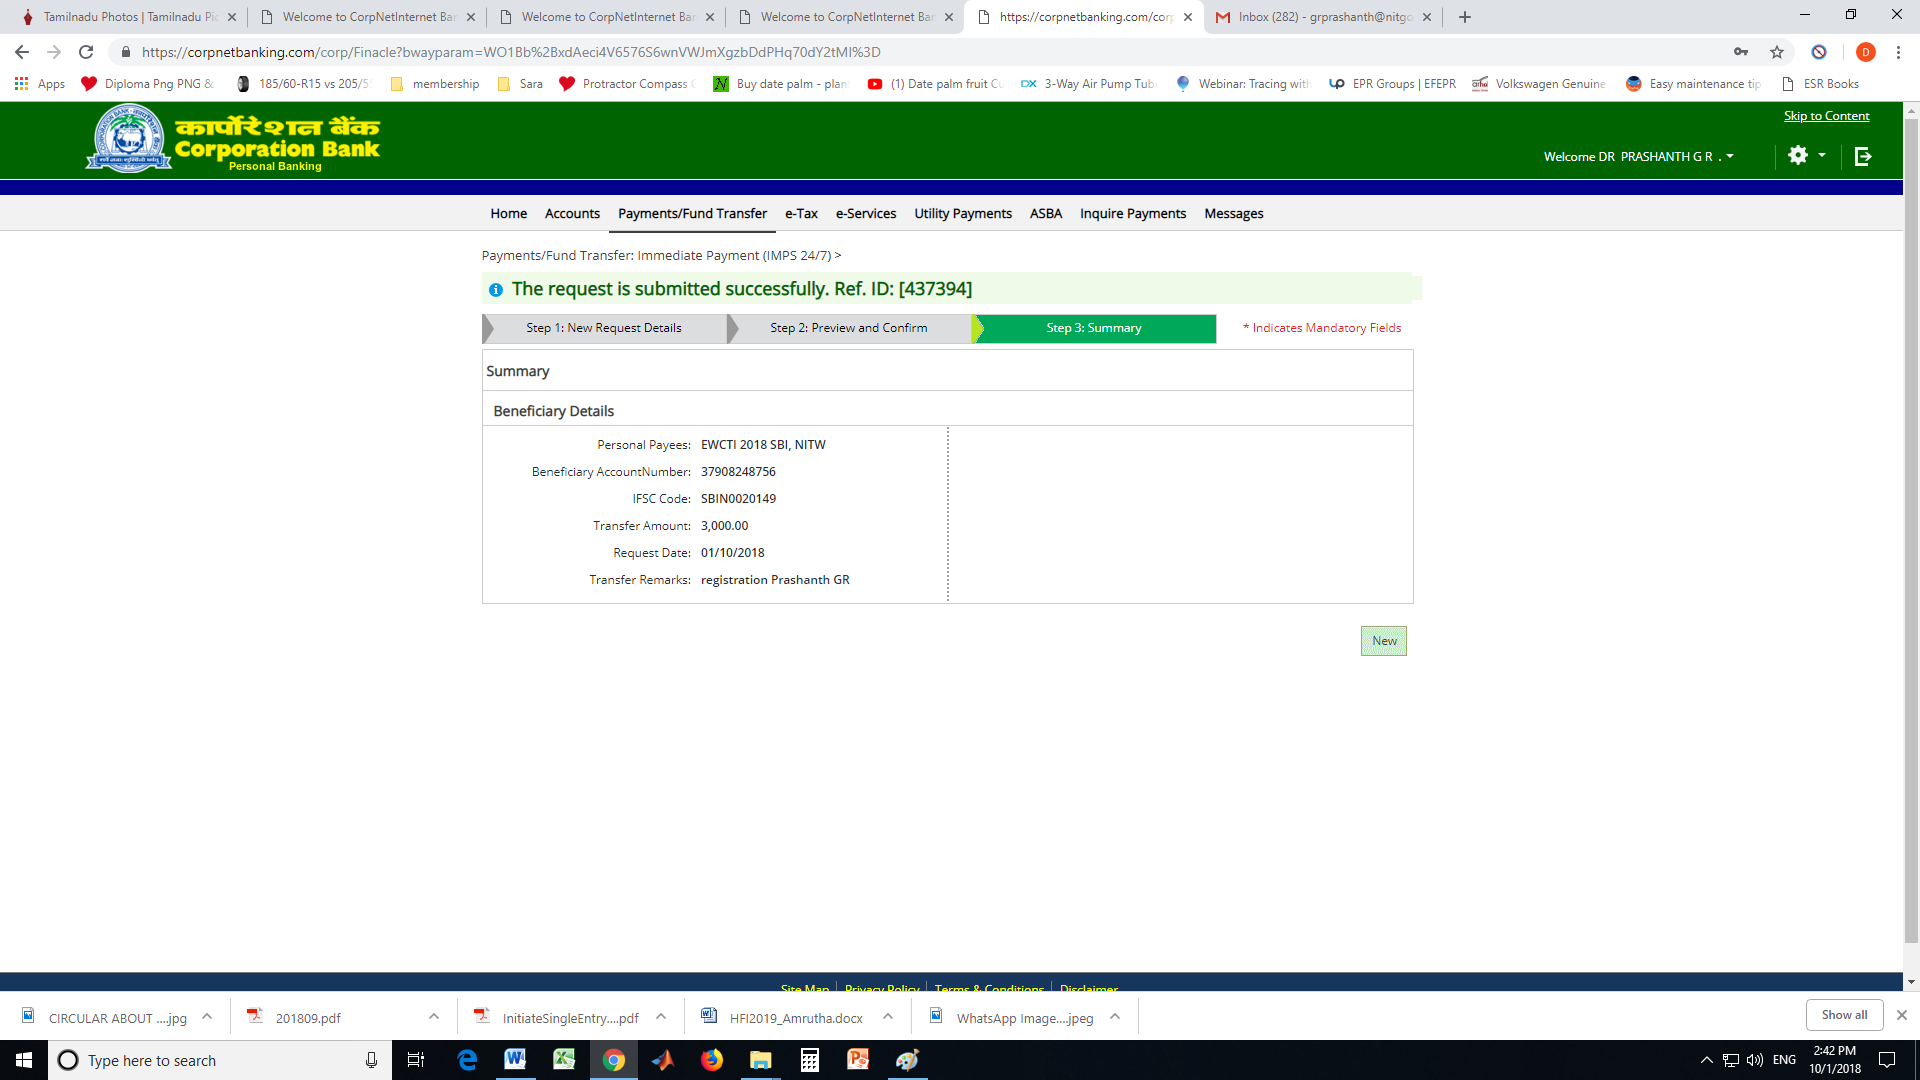 Tamilnadu Photos | Tamilnadu Pic
Welcome to CorpNetInternet Ban
Welcome to CorpNetInternet Ban
Welcome to CorpNetInternet Ban
https://corpnetbanking.com/corp
Inbox (282) - grprashanth@nitgo
https://corpnetbanking.com/corp/Finacle?bwayparam=WO1Bb%2BxdAeci4V6576S6wnVWJmXgzbDdPHq70dY2tMI%3D
D
Apps
Diploma Png PNG &
185/60-R15 vs 205/55
membership
Sara
Protractor Compass C
Buy date palm - plan
(1) Date palm fruit Cu
DX 3-Way Air Pump Tub
Webinar: Tracing with
EPR Groups | EFEPR
Volkswagen Genuine
Easy maintenance tip
ESR Books
कार्पोरेशन बैंक
Corporation Bank
Personal Banking
Skip to Content
Welcome DR PRASHANTH G R .
Home Accounts Payments/Fund Transfer e-Tax e-Services Utility Payments ASBA Inquire Payments Messages
Payments/Fund Transfer: Immediate Payment (IMPS 24/7) >
The request is submitted successfully. Ref. ID: [437394]
Step 1: New Request Details
Step 2: Preview and Confirm
Step 3: Summary
* Indicates Mandatory Fields
Summary
Beneficiary Details
Personal Payees: EWCTI 2018 SBI, NITW
Beneficiary AccountNumber: 37908248756
IFSC Code: SBIN0020149
Transfer Amount: 3,000.00
Request Date: 01/10/2018
Transfer Remarks: registration Prashanth GR
New
Site Map | Privacy Policy | Terms & Conditions | Disclaimer
CIRCULAR ABOUT ....jpg
201809.pdf
InitiateSingleEntry....pdf
HFI2019_Amrutha.docx
WhatsApp Image....jpeg
Show all
Type here to search
ENG
2:42 PM
10/1/2018